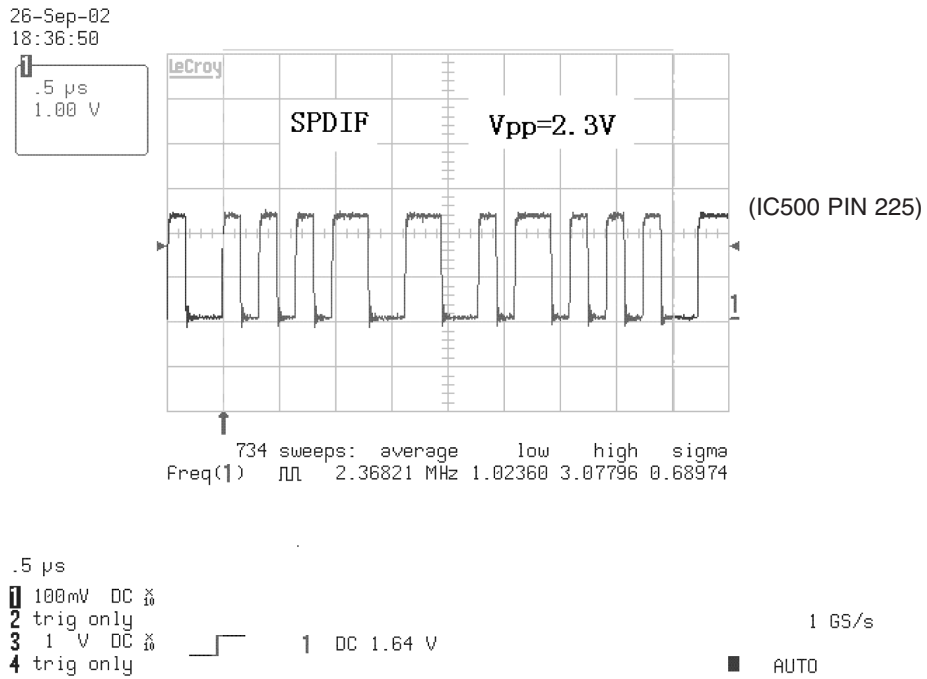 26-Sep-02
18:36:50
1
.5 µs
1.00 V
LeCroy
SPDIF
Vpp=2.3V
(IC500 PIN 225)
1
734 sweeps: average low high sigma
Freq(1) 2.36821 MHz 1.02360 3.07796 0.68974
.5 µs
1 100mV DC X10
2 trig only
3 1 V DC X10
4 trig only
1 DC 1.64 V
1 GS/s
AUTO